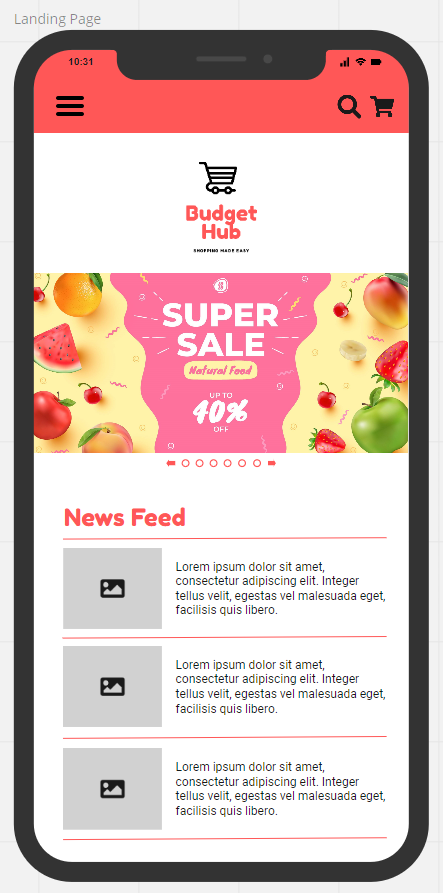 Landing Page
10:31
Budget
Hub
SHOPPING MADE EASY
SUPER
SALE
Natural Food
UP TO
40%
OFF
News Feed
Lorem ipsum dolor sit amet,
consectetur adipiscing elit. Integer
tellus velit, egestas vel malesuada eget,
facilisis quis libero.
Lorem ipsum dolor sit amet,
consectetur adipiscing elit. Integer
tellus velit, egestas vel malesuada eget,
facilisis quis libero.
Lorem ipsum dolor sit amet,
consectetur adipiscing elit. Integer
tellus velit, egestas vel malesuada eget,
facilisis quis libero.